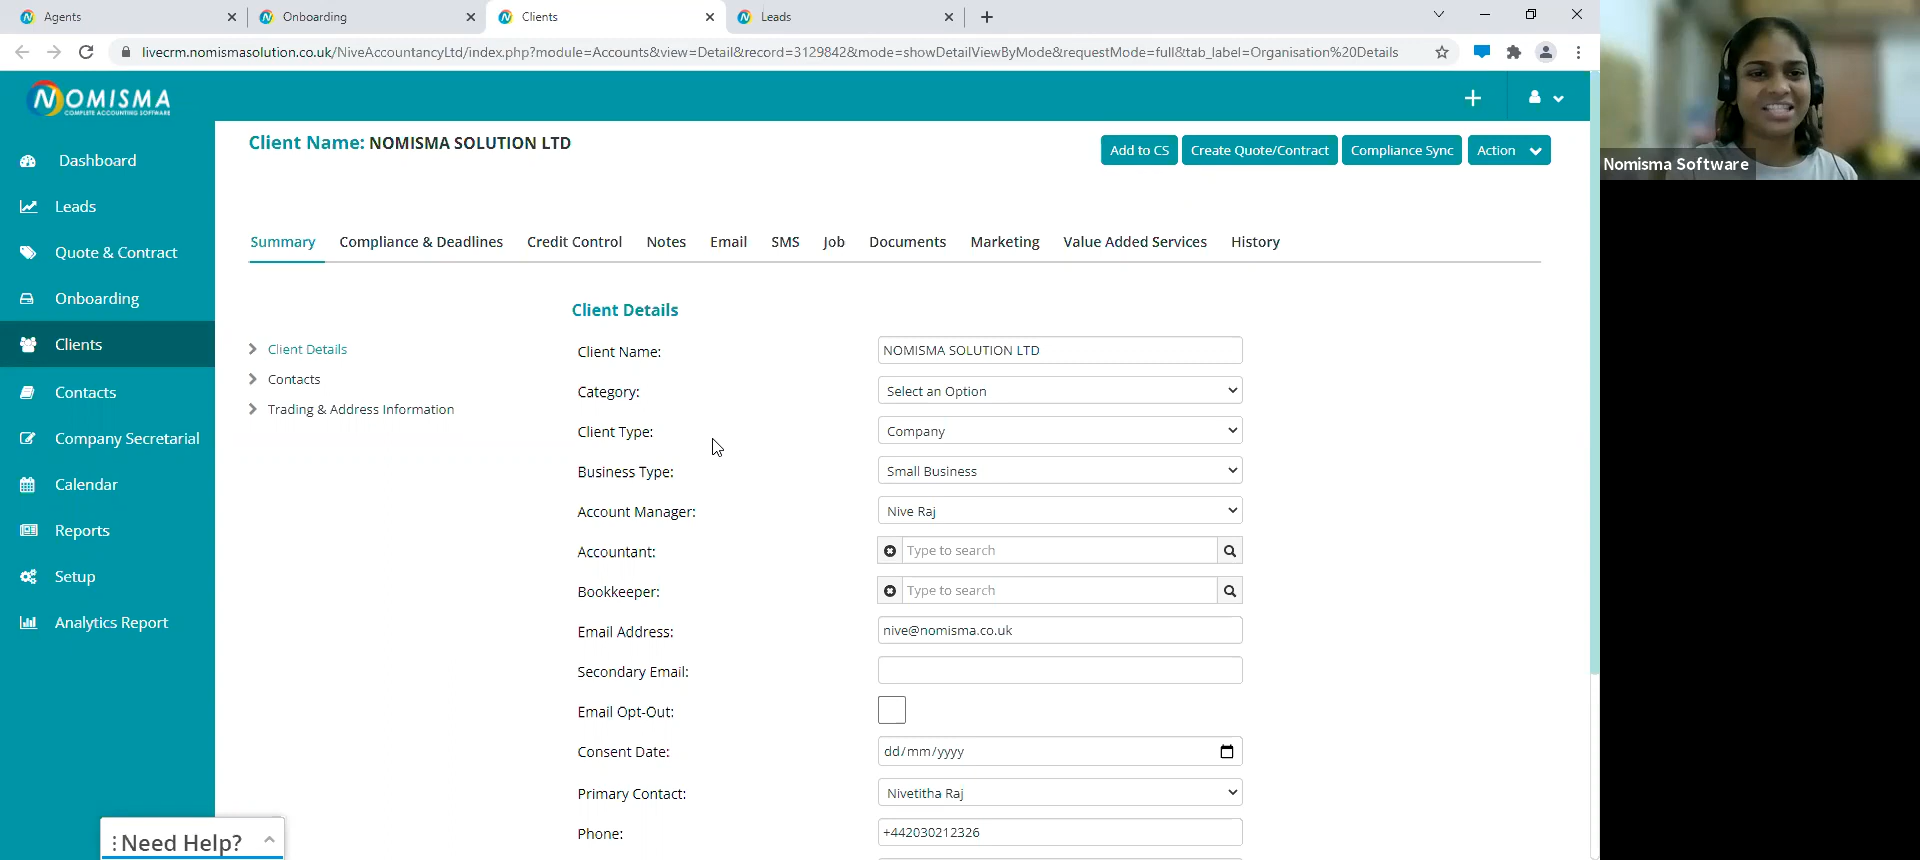 Agents
Onboarding
Clients
Leads
livecrm.nomismasolution.co.uk/NiveAccountancyLtd/index.php?module=Accounts&view=Detail&record=3129842&mode=showDetailViewByMode&requestMode=full&tab_label=Organisation%20Details
NOMISMA
COMPLETE ACCOUNTING SOFTWARE
Dashboard
Leads
Quote & Contract
Onboarding
Clients
Contacts
Company Secretarial
Calendar
Reports
Setup
Analytics Report
Need Help?
Client Name: NOMISMA SOLUTION LTD
Add to CS
Create Quote/Contract
Compliance Sync
Action
Summary
Compliance & Deadlines
Credit Control
Notes
Email
SMS
Job
Documents
Marketing
Value Added Services
History
Client Details
Contacts
Trading & Address Information
Client Details
Client Name: NOMISMA SOLUTION LTD
Category: Select an Option
Client Type: Company
Business Type: Small Business
Account Manager: Nive Raj
Accountant: Type to search
Bookkeeper: Type to search
Email Address: nive@nomisma.co.uk
Secondary Email:
Email Opt-Out:
Consent Date: dd/mm/yyyy
Primary Contact: Nivetitha Raj
Phone: +442030212326
Nomisma Software